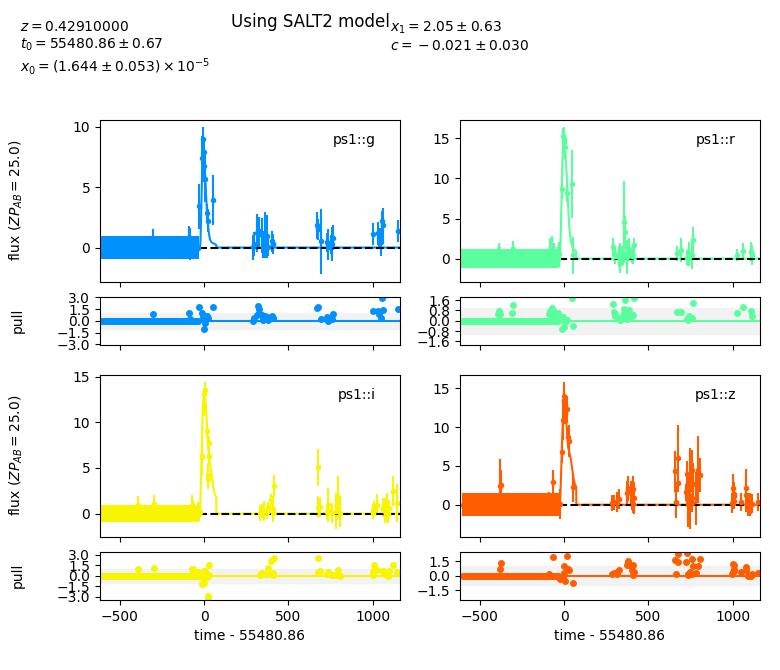 Using SALT2 model
z = 0.42910000
t₀ = 55480.86 ± 0.67
x₀ = (1.644 ± 0.053) × 10⁻⁵
x₁ = 2.05 ± 0.63
c = −0.021 ± 0.030
flux (ZP_AB = 25.0)
10
5
0
ps1::g
15
10
5
0
ps1::r
pull
3.0
1.5
0.0
−1.5
−3.0
1.6
0.8
0.0
−0.8
−1.6
flux (ZP_AB = 25.0)
15
10
5
0
ps1::i
15
10
5
0
ps1::z
pull
3.0
1.5
0.0
−1.5
−3.0
1.5
0.0
−1.5
−500 0 500 1000
−500 0 500 1000
time - 55480.86
time - 55480.86